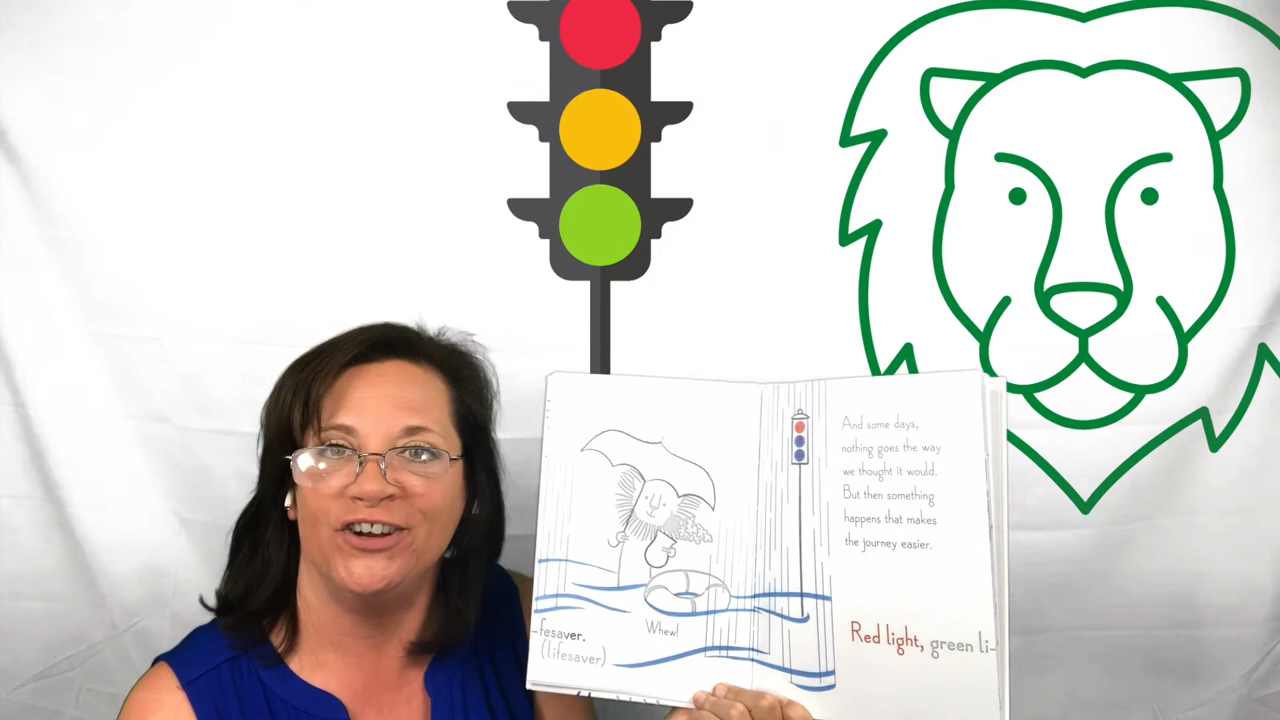 -fesaver.
(lifesaver)
Whew!
And some days,
nothing goes the way
we thought it would.
But then something
happens that makes
the journey easier.
Red light, green li-